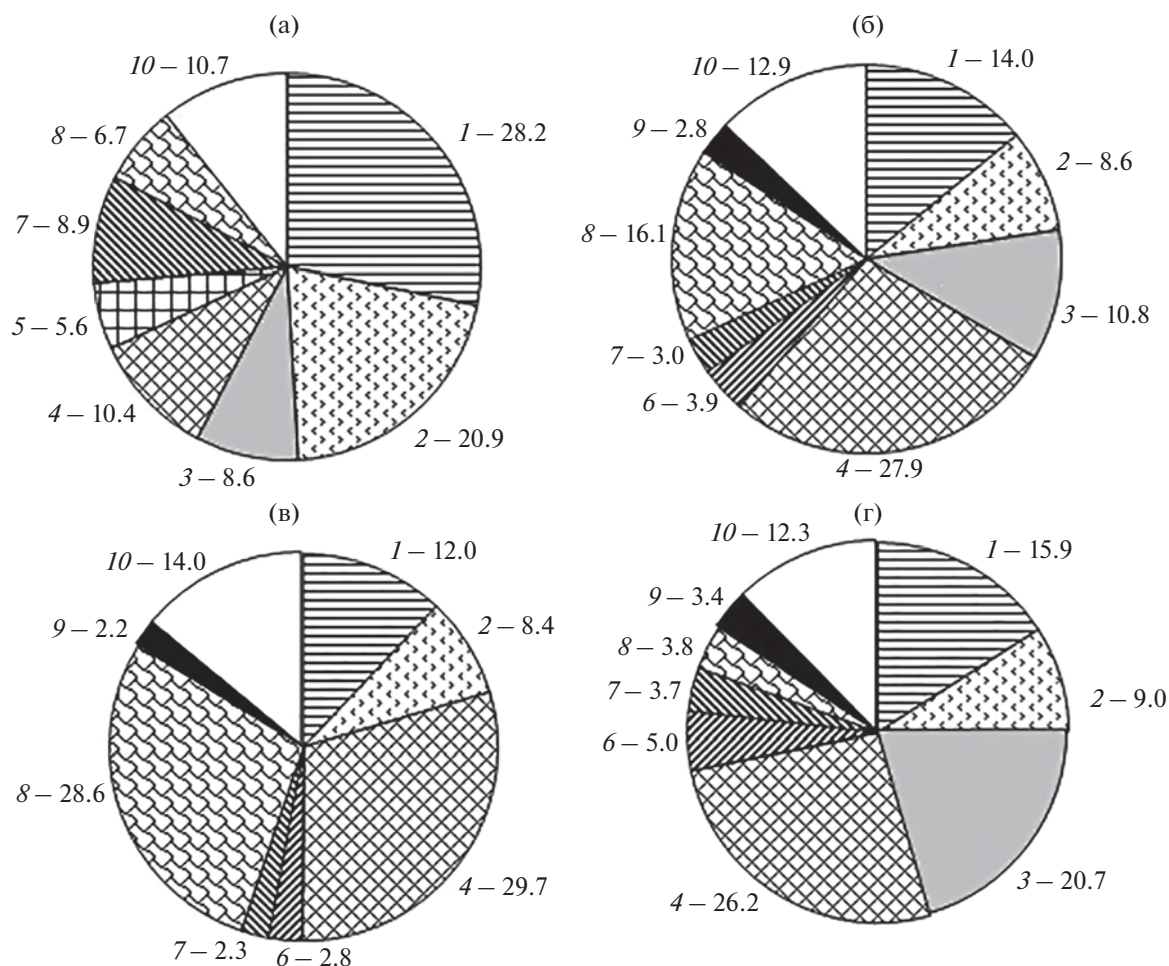 (а)
10 – 10.7
1 – 28.2
8 – 6.7
7 – 8.9
5 – 5.6
4 – 10.4
3 – 8.6
2 – 20.9
(б)
10 – 12.9
1 – 14.0
9 – 2.8
2 – 8.6
8 – 16.1
3 – 10.8
7 – 3.0
6 – 3.9
4 – 27.9
(в)
10 – 14.0
1 – 12.0
9 – 2.2
2 – 8.4
8 – 28.6
4 – 29.7
7 – 2.3
6 – 2.8
(г)
10 – 12.3
1 – 15.9
9 – 3.4
8 – 3.8
2 – 9.0
7 – 3.7
6 – 5.0
4 – 26.2
3 – 20.7